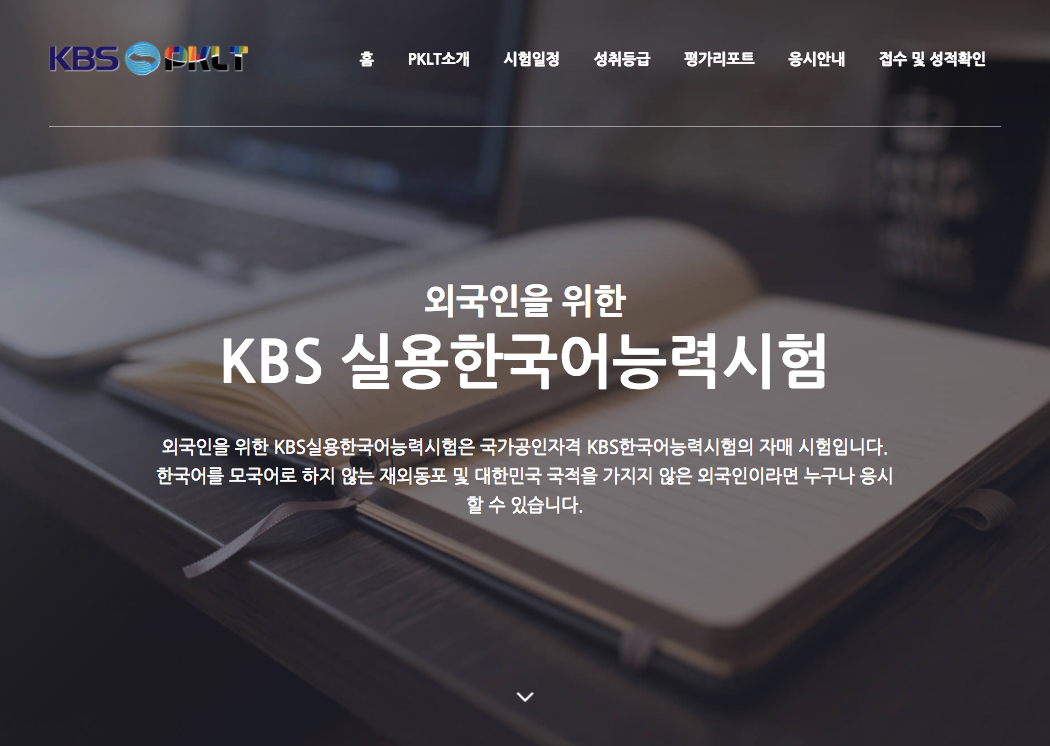 KBS PKLT
홈 PKLT소개 시험일정 성취등급 평가리포트 응시안내 접수 및 성적확인
외국인을 위한
KBS 실용한국어능력시험
외국인을 위한 KBS실용한국어능력시험은 국가공인자격 KBS한국어능력시험의 자매 시험입니다.
한국어를 모국어로 하지 않는 재외동포 및 대한민국 국적을 가지지 않은 외국인이라면 누구나 응시
할 수 있습니다.